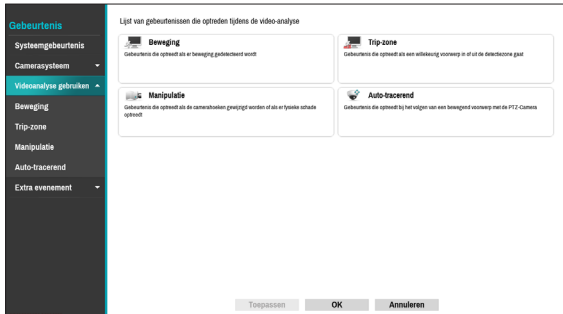 Gebeurtenis
Systeemgebeurtenis
Camerasysteem
Videoanalyse gebruiken
Beweging
Trip-zone
Manipulatie
Auto-tracerend
Extra evenement
Lijst van gebeurtenissen die optreden tijdens de video-analyse
Beweging
Gebeurtenis die optreedt als er beweging gedetecteerd wordt
Trip-zone
Gebeurtenis die optreedt als een willekeurig voorwerp in of uit de detectiezone gaat
Manipulatie
Gebeurtenis die optreedt als de camerahoeken gewijzigd worden of als er fysieke schade
optreedt
Auto-tracerend
Gebeurtenis die optreedt bij het volgen van een bewegend voorwerp met de PTZ-Camera
Toepassen
OK
Annuleren